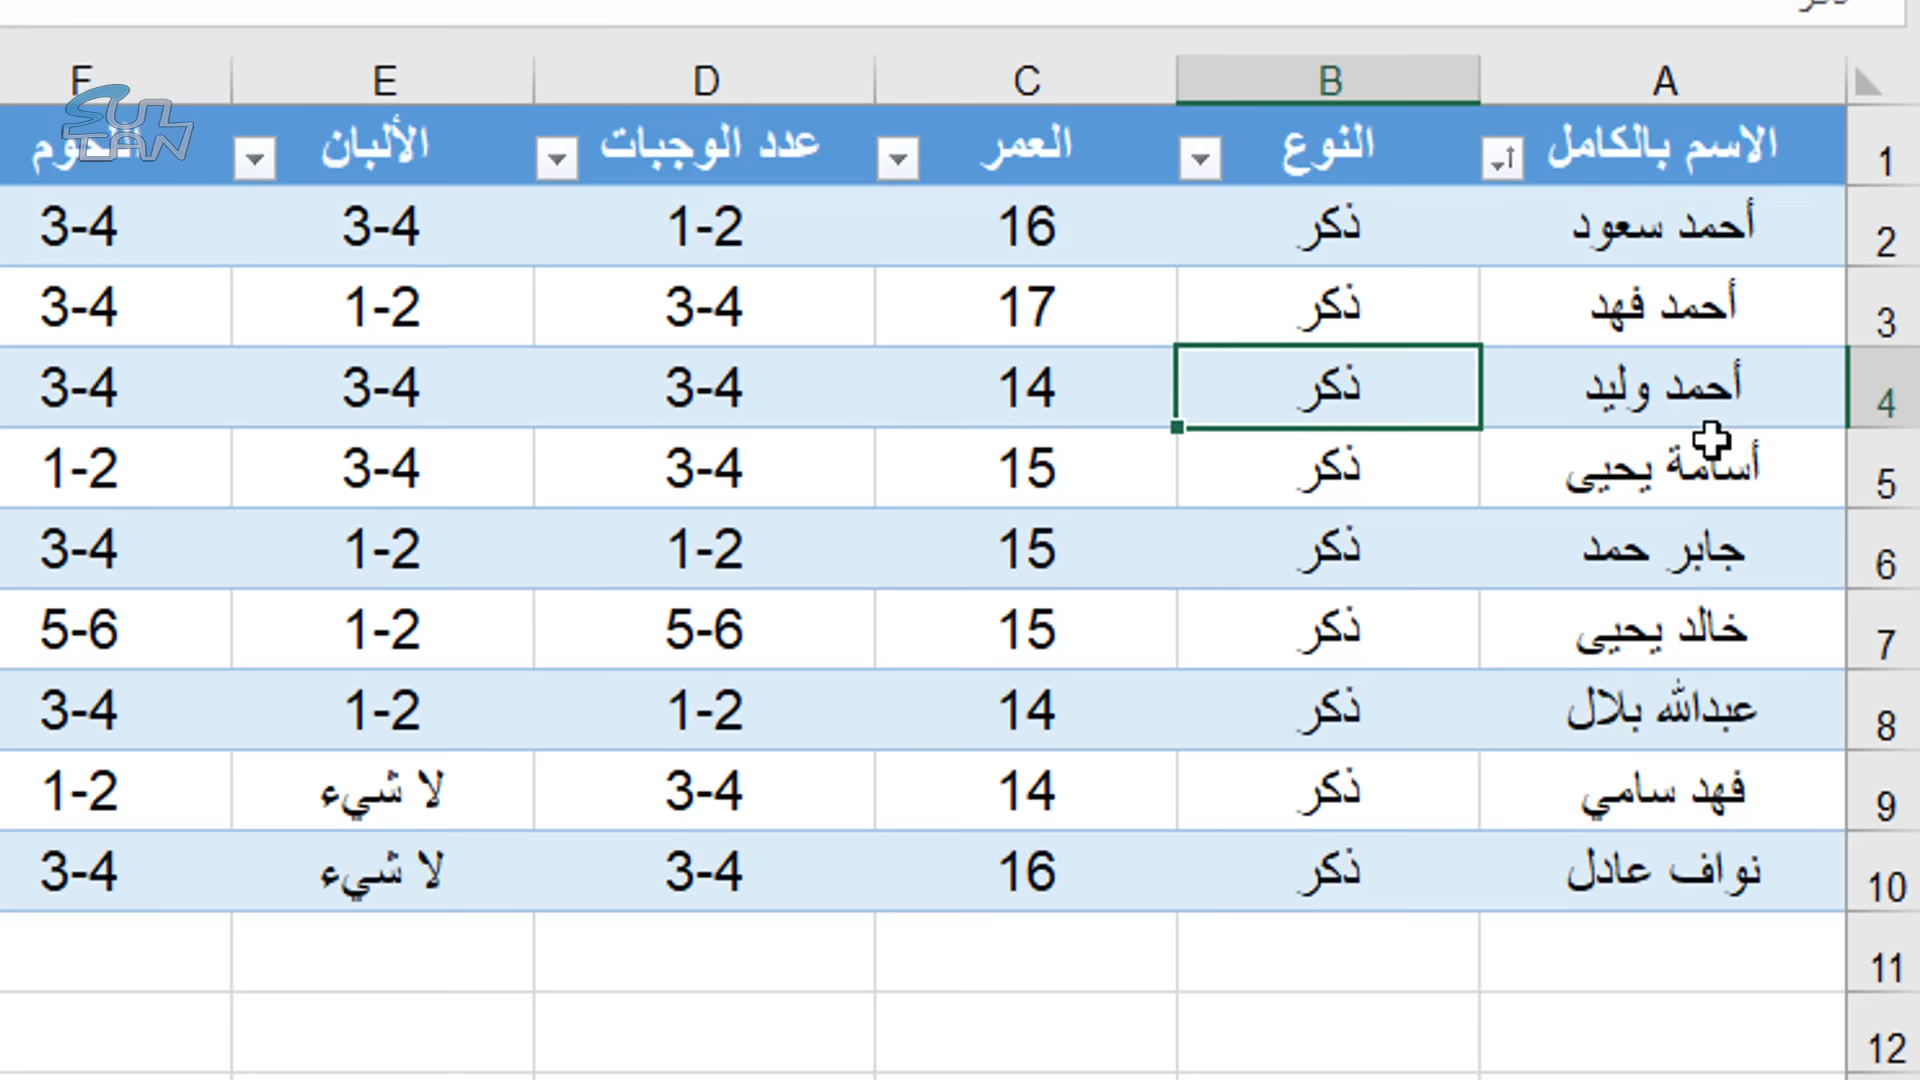 ذكر
A B C D E F
1 الاسم بالكامل النوع العمر عدد الوجبات الألبان اللحوم
2 أحمد سعود ذكر 16 1-2 3-4 3-4
3 أحمد فهد ذكر 17 3-4 1-2 3-4
4 أحمد وليد ذكر 14 3-4 3-4 3-4
5 أسامة يحيى ذكر 15 3-4 3-4 1-2
6 جابر حمد ذكر 15 1-2 1-2 3-4
7 خالد يحيى ذكر 15 5-6 1-2 5-6
8 عبدالله بلال ذكر 14 1-2 1-2 3-4
9 فهد سامي ذكر 14 3-4 لا شيء 1-2
10 نواف عادل ذكر 16 3-4 لا شيء 3-4
11
12
SULTAN